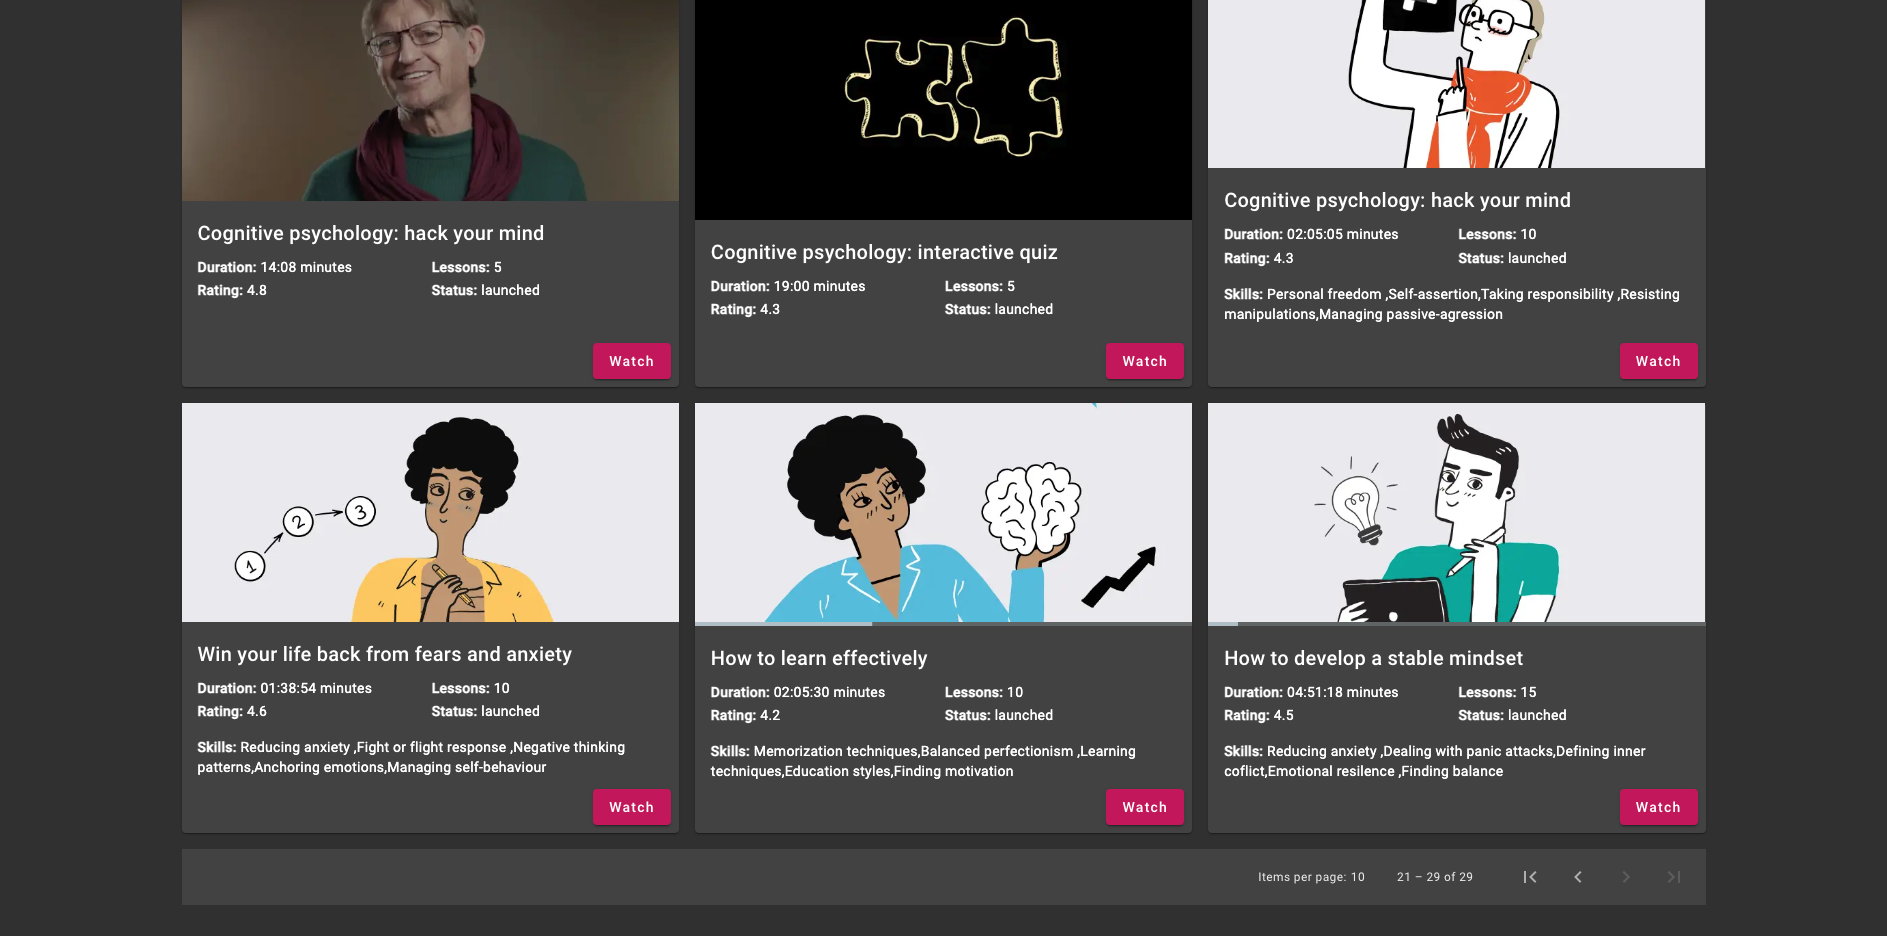 Cognitive psychology: hack your mind
Duration: 14:08 minutes
Lessons: 5
Rating: 4.8
Status: launched
Watch
Cognitive psychology: interactive quiz
Duration: 19:00 minutes
Lessons: 5
Rating: 4.3
Status: launched
Watch
Cognitive psychology: hack your mind
Duration: 02:05:05 minutes
Lessons: 10
Rating: 4.3
Status: launched
Skills: Personal freedom ,Self-assertion,Taking responsibility ,Resisting
manipulations,Managing passive-agression
Watch
1
2
3
Win your life back from fears and anxiety
Duration: 01:38:54 minutes
Lessons: 10
Rating: 4.6
Status: launched
Skills: Reducing anxiety ,Fight or flight response ,Negative thinking
patterns,Anchoring emotions,Managing self-behaviour
Watch
How to learn effectively
Duration: 02:05:30 minutes
Lessons: 10
Rating: 4.2
Status: launched
Skills: Memorization techniques,Balanced perfectionism ,Learning
techniques,Education styles,Finding motivation
Watch
How to develop a stable mindset
Duration: 04:51:18 minutes
Lessons: 15
Rating: 4.5
Status: launched
Skills: Reducing anxiety ,Dealing with panic attacks,Defining inner
coflict,Emotional resilence ,Finding balance
Watch
Items per page: 10
21 – 29 of 29